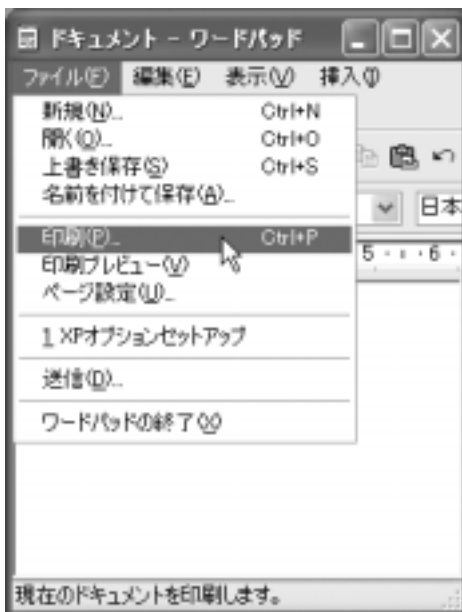 ドキュメント - ワードパッド
ファイル(F) 編集(E) 表示(V) 挿入(I)
新規(N)... Ctrl+N
開く(O)... Ctrl+O
上書き保存(S) Ctrl+S
名前を付けて保存(A)...
日本
印刷(P)... Ctrl+P
5 6
印刷プレビュー(V)
ページ設定(U)...
1 XPオプションセットアップ
送信(D)...
ワードパッドの終了(X)
現在のドキュメントを印刷します。